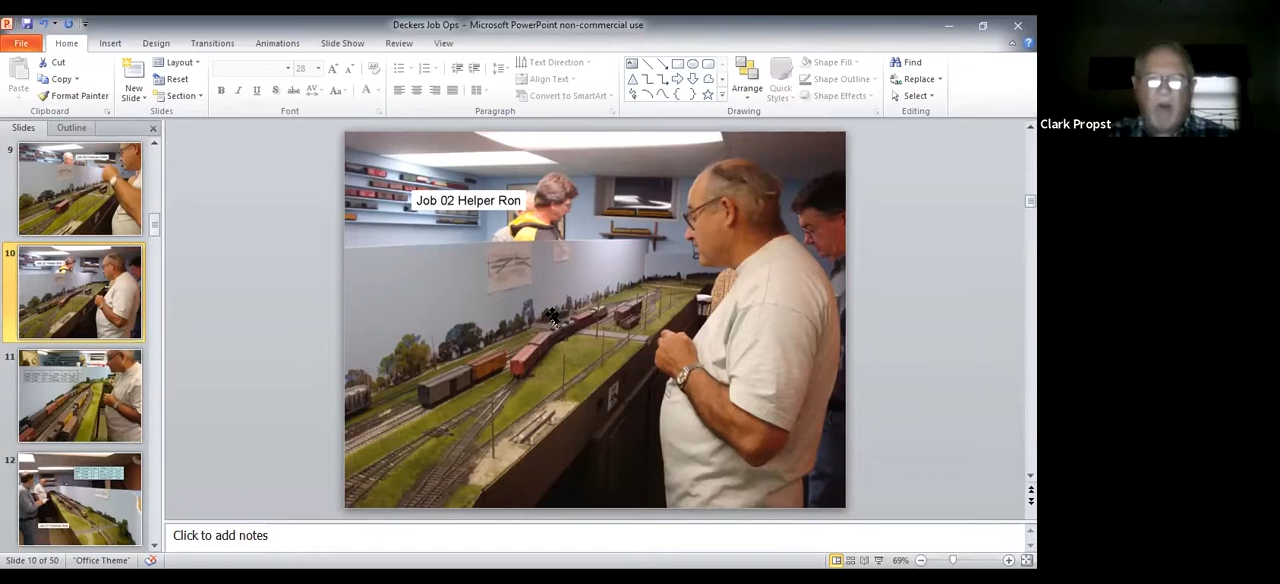 Deckers Job Ops - Microsoft PowerPoint non-commercial use
File Home Insert Design Transitions Animations Slide Show Review View
Paste
Cut
Copy
Format Painter
Clipboard
New
Slide
Layout
Reset
Section
Slides
28
B I U S abc AV Aa A
Font
Text Direction
Align Text
Convert to SmartArt
Paragraph
Arrange
Quick
Styles
Shape Fill
Shape Outline
Shape Effects
Drawing
Find
Replace
Select
Editing
Clark Propst
Slides Outline
9
10
11
12
Job 02 Helper Ron
Click to add notes
Slide 10 of 50 "Office Theme" 69%